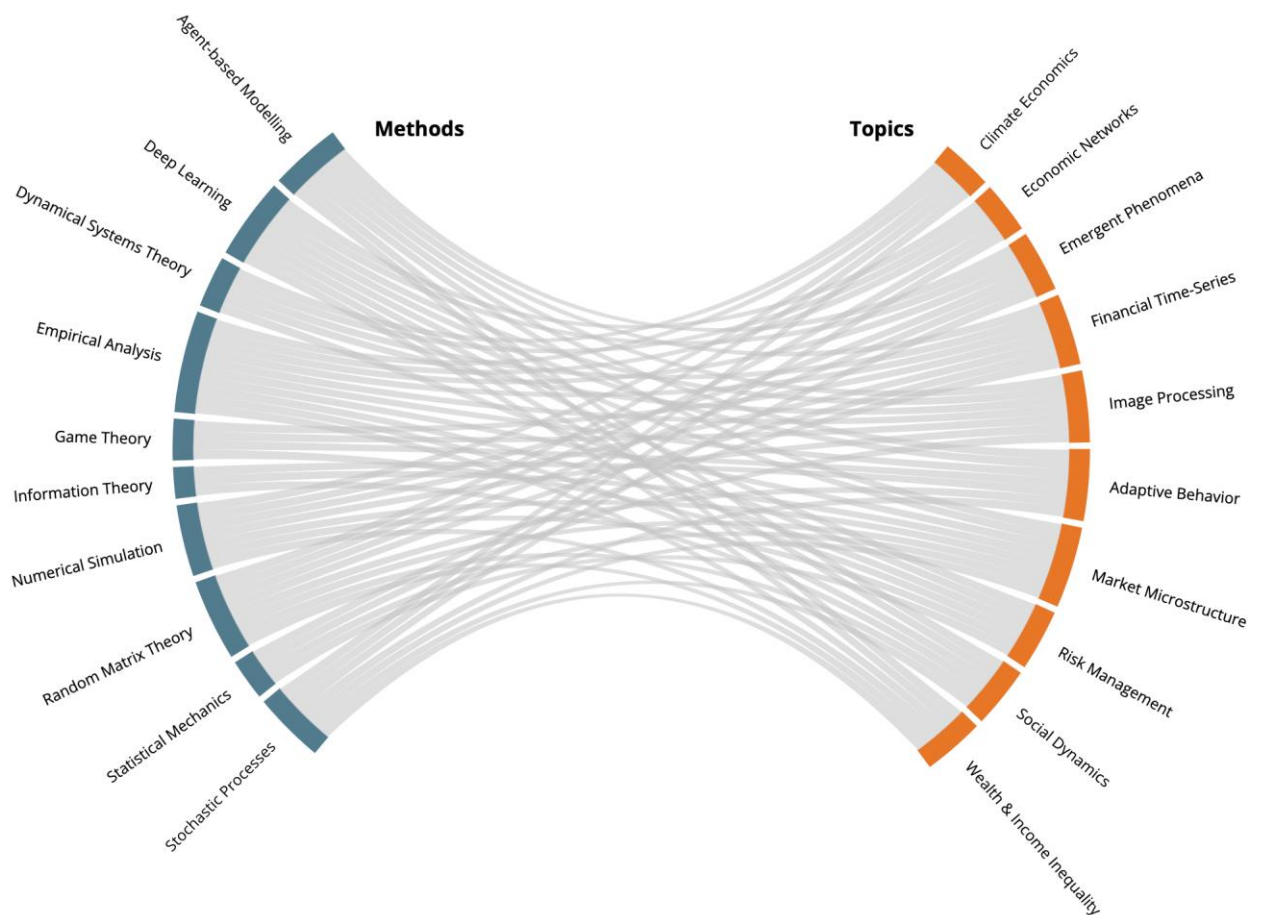 Methods
Agent-based Modelling
Deep Learning
Dynamical Systems Theory
Empirical Analysis
Game Theory
Information Theory
Numerical Simulation
Random Matrix Theory
Statistical Mechanics
Stochastic Processes
Topics
Climate Economics
Economic Networks
Emergent Phenomena
Financial Time-Series
Image Processing
Adaptive Behavior
Market Microstructure
Risk Management
Social Dynamics
Wealth & Income Inequality